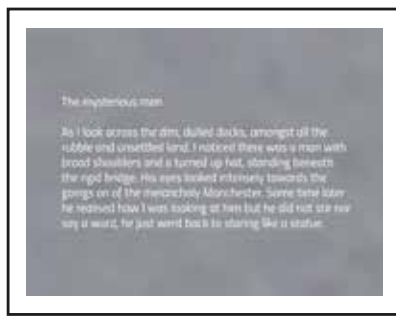 The mysterious man
As I look across the dim, dulled docks, amongst all the
rubble and unsettled land, I noticed there was a man with
broad shoulders and a turned up hat, standing beneath
the rigid bridge. His eyes looked intensely towards the
goings on of the melancholy Manchester. Some time later
he realised how I was looking at him but he did not stir nor
say a word, he just went back to staring like a statue.